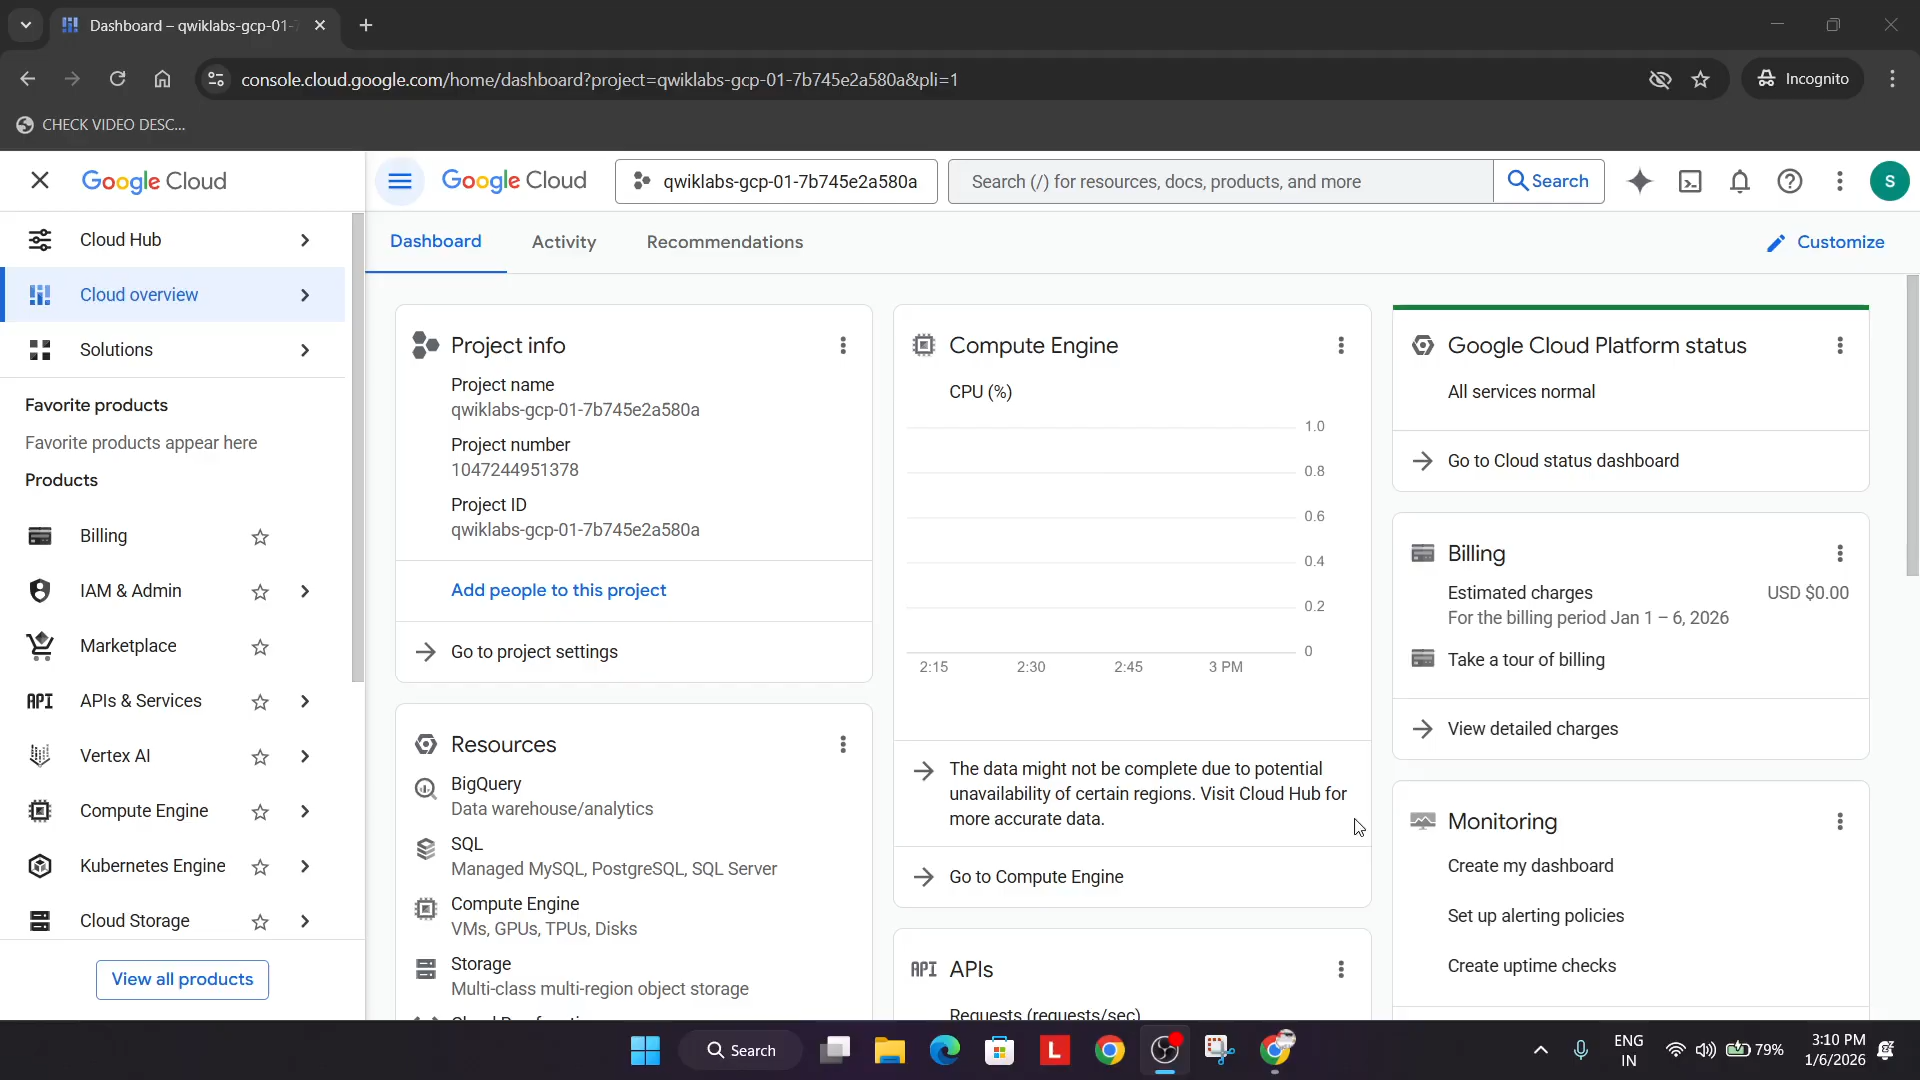 Dashboard – qwiklabs-gcp-01-
console.cloud.google.com/home/dashboard?project=qwiklabs-gcp-01-7b745e2a580a&pli=1
Incognito
CHECK VIDEO DESC...
Google Cloud
Google Cloud
qwiklabs-gcp-01-7b745e2a580a
Search (/) for resources, docs, products, and more
Search
S
Cloud Hub
Cloud overview
Solutions
Favorite products
Favorite products appear here
Products
Billing
IAM & Admin
Marketplace
API APIs & Services
Vertex AI
Compute Engine
Kubernetes Engine
Cloud Storage
View all products
Dashboard
Activity
Recommendations
Customize
Project info
Project name
qwiklabs-gcp-01-7b745e2a580a
Project number
1047244951378
Project ID
qwiklabs-gcp-01-7b745e2a580a
Add people to this project
Go to project settings
Resources
BigQuery
Data warehouse/analytics
SQL
Managed MySQL, PostgreSQL, SQL Server
Compute Engine
VMs, GPUs, TPUs, Disks
Storage
Multi-class multi-region object storage
Compute Engine
CPU (%)
1.0
0.8
0.6
0.4
0.2
0
2:15 2:30 2:45 3 PM
The data might not be complete due to potential
unavailability of certain regions. Visit Cloud Hub for
more accurate data.
Go to Compute Engine
API APIs
Requests (requests/sec)
Google Cloud Platform status
All services normal
Go to Cloud status dashboard
Billing
Estimated charges USD $0.00
For the billing period Jan 1 – 6, 2026
Take a tour of billing
View detailed charges
Monitoring
Create my dashboard
Set up alerting policies
Create uptime checks
Search
L
ENG
IN
79%
3:10 PM
1/6/2026